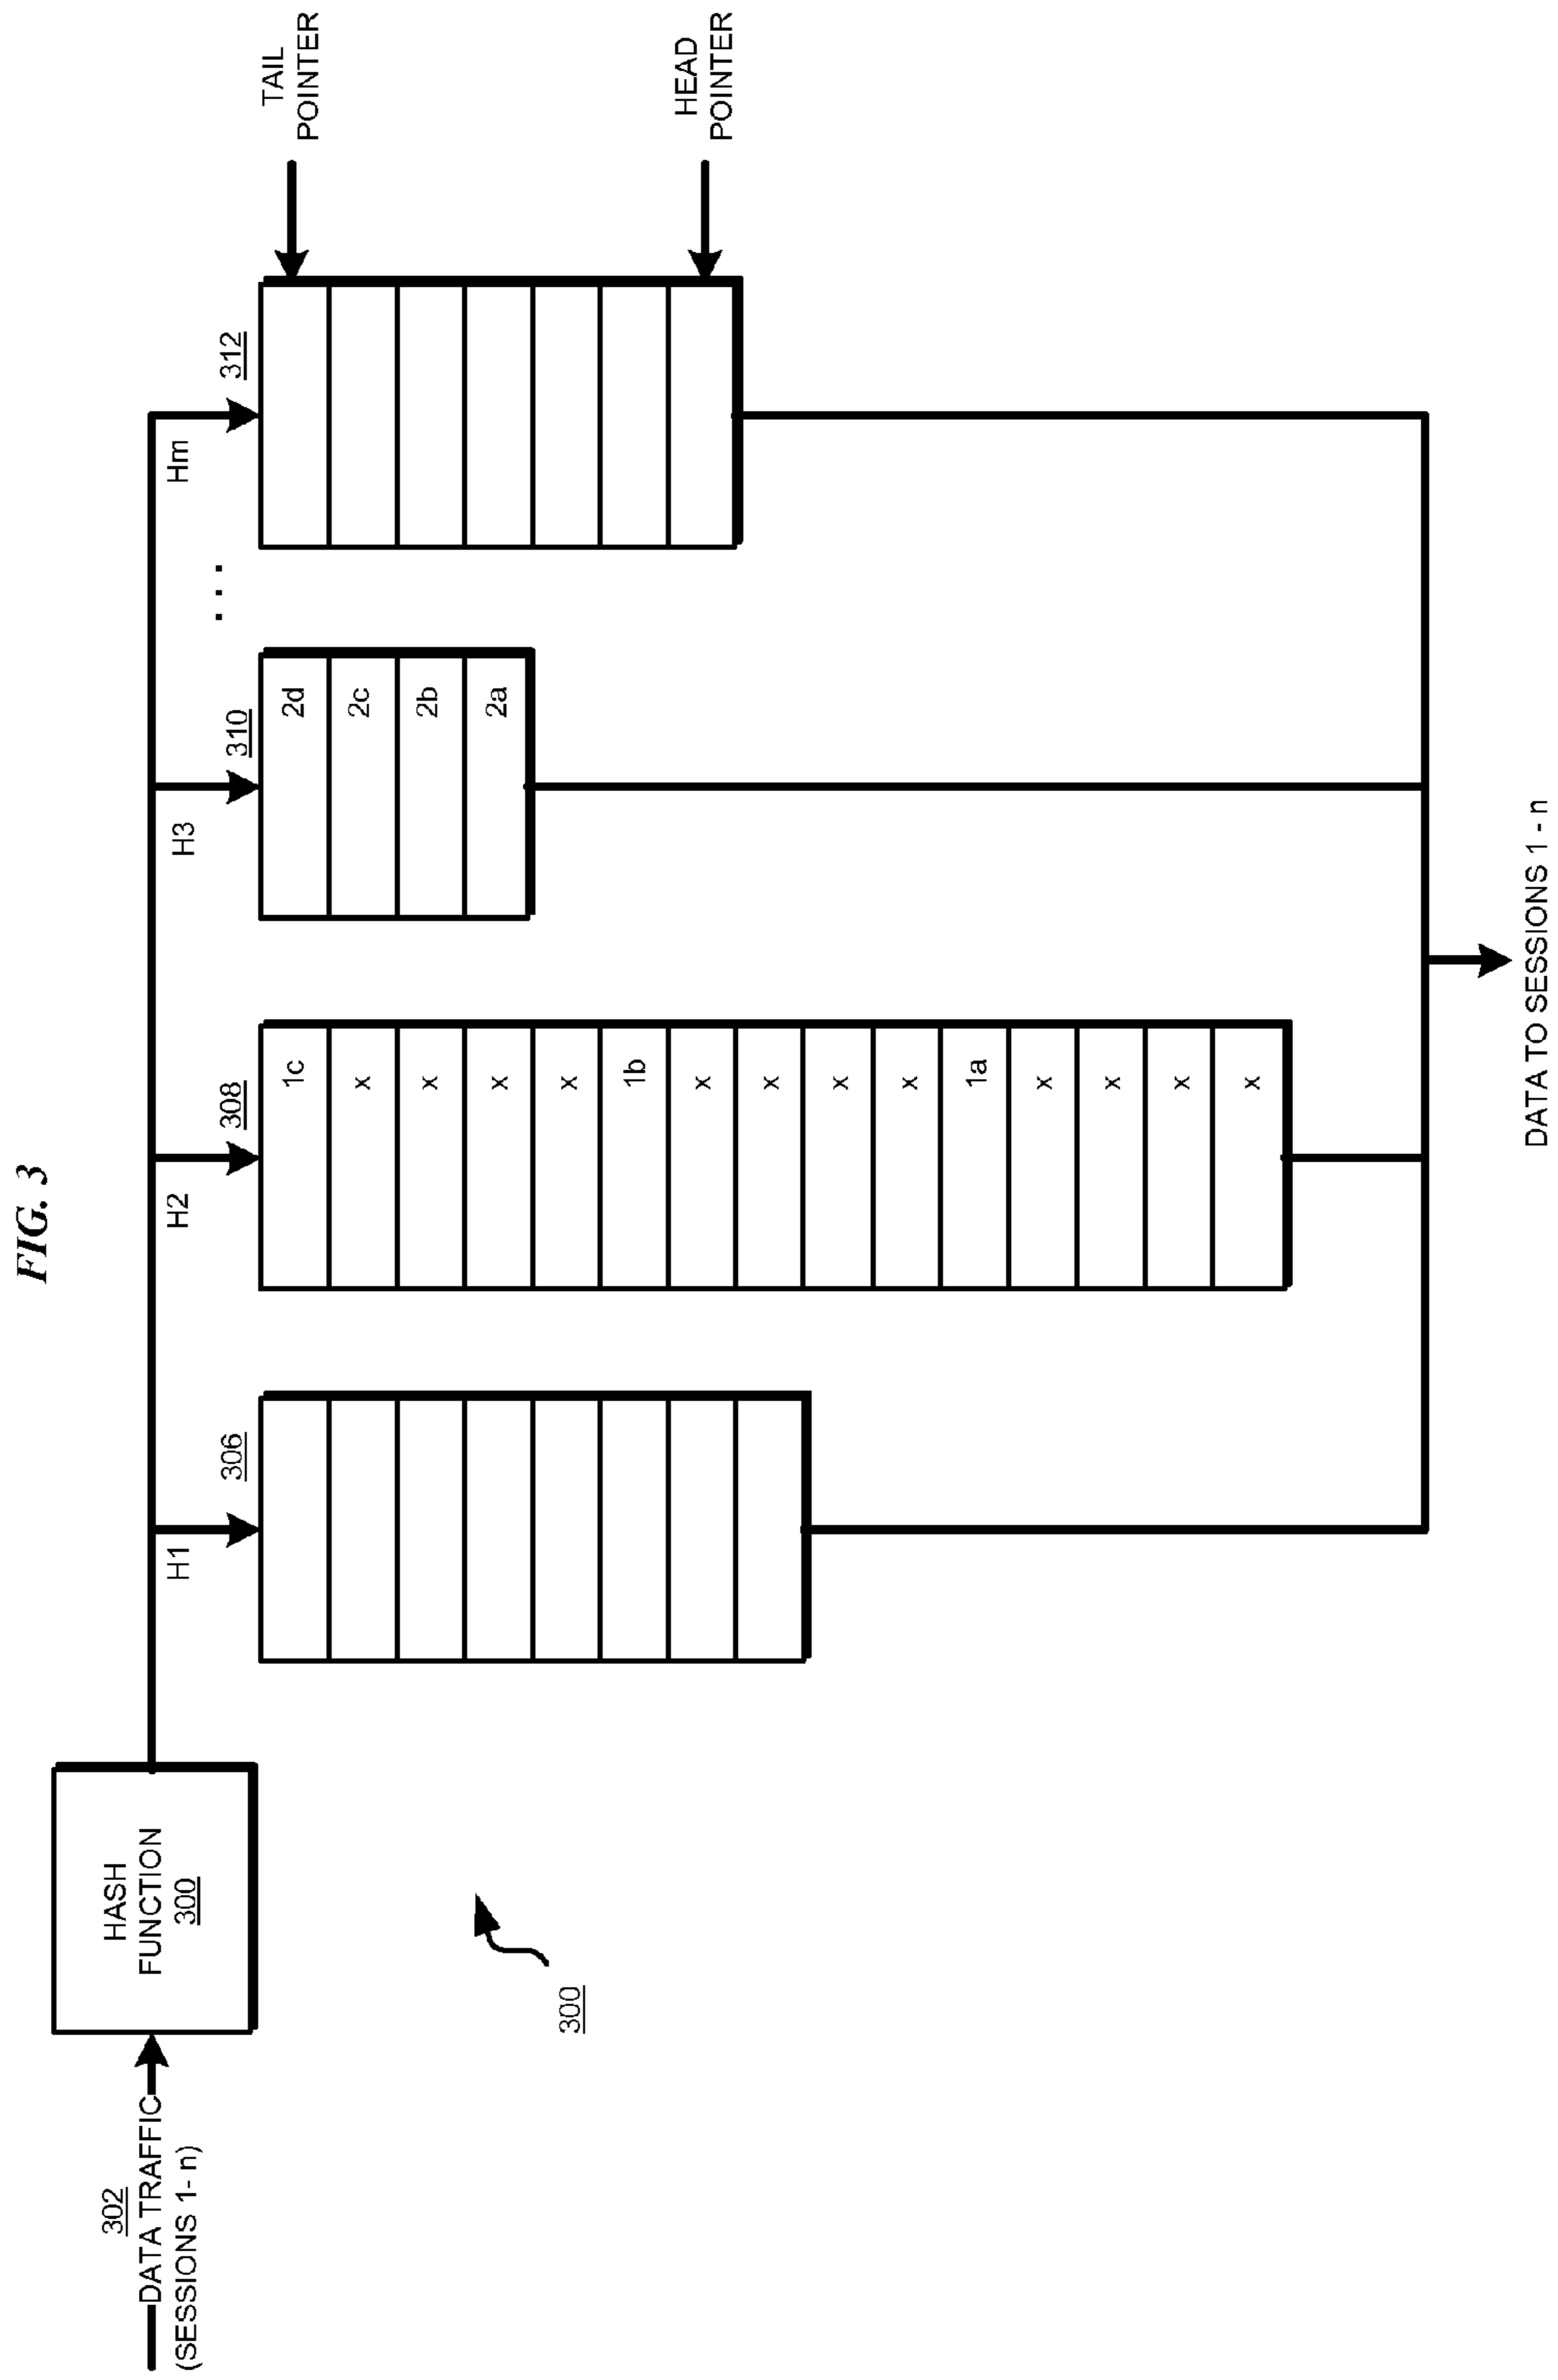 FIG. 3
302
DATA TRAFFIC
(SESSIONS 1- n)
HASH
FUNCTION
300
300
H1
306
H2
308
1c
x
x
x
x
1b
x
x
x
x
1a
x
x
x
x
H3
310
2d
2c
2b
2a
. . .
Hm
312
TAIL
POINTER
HEAD
POINTER
DATA TO SESSIONS 1 - n